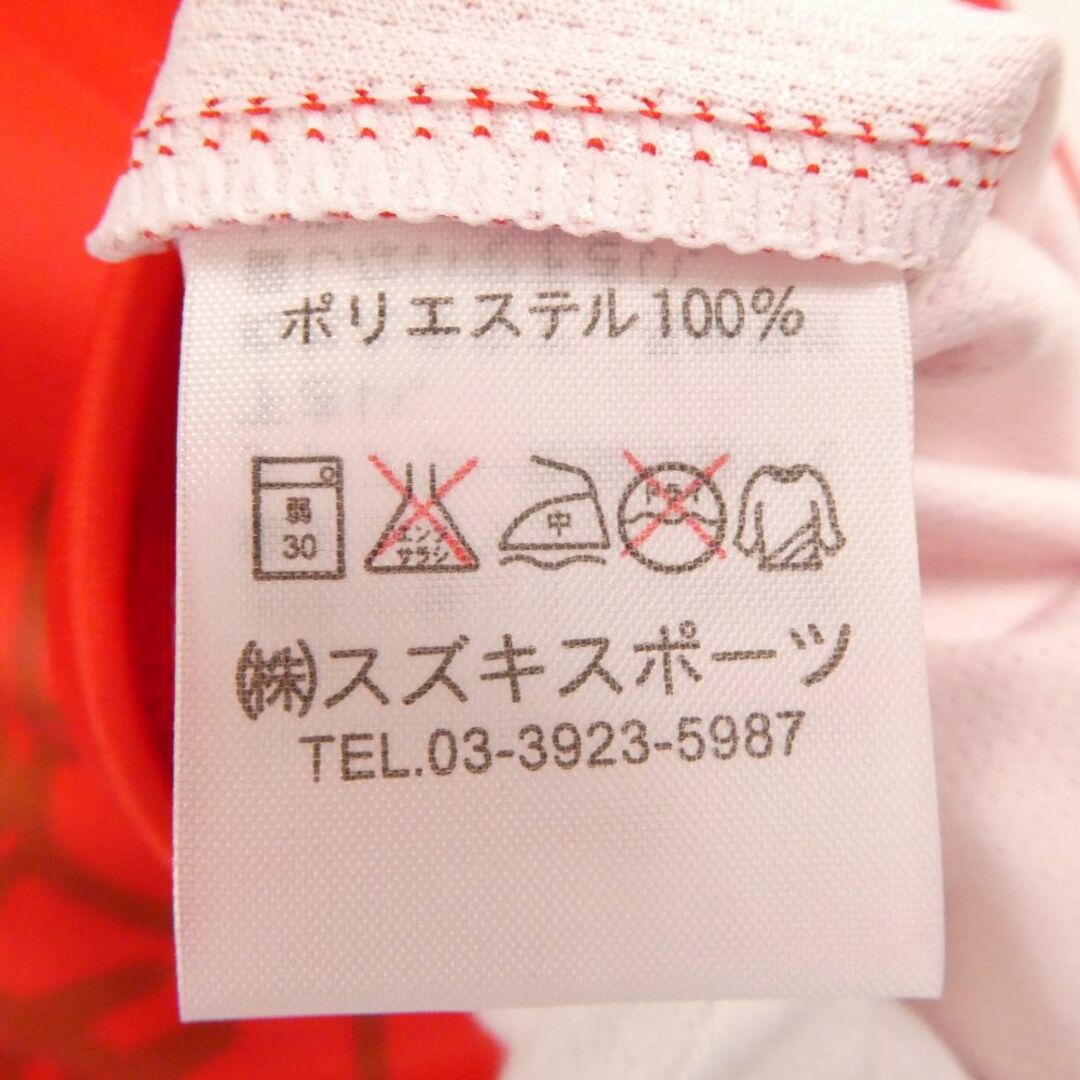 ポリエステル100%
弱 エンソ 中
30 サラシ
㈱スズキスポーツ
TEL.03-3923-5987